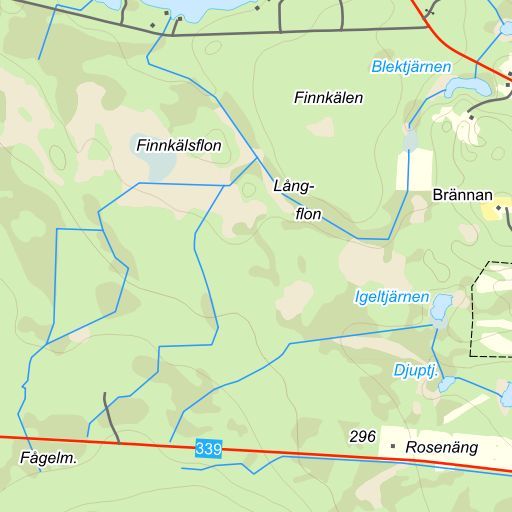 Blektjärnen
Finnkälen
Finnkälsflon
Lång-
flon
Brännan
Igeltjärnen
Djuptj.
296
339
Rosenäng
Fågelm.